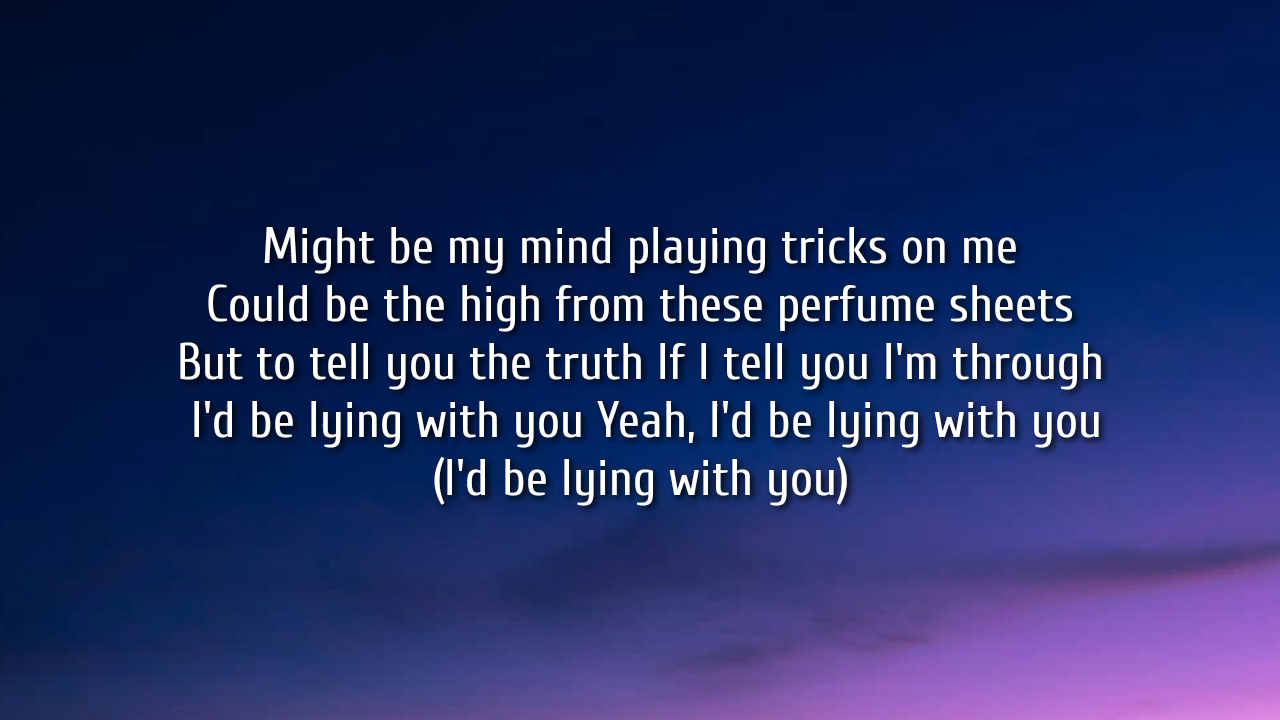 Might be my mind playing tricks on me
Could be the high from these perfume sheets
But to tell you the truth If I tell you I'm through
I'd be lying with you Yeah, I'd be lying with you
(I'd be lying with you)